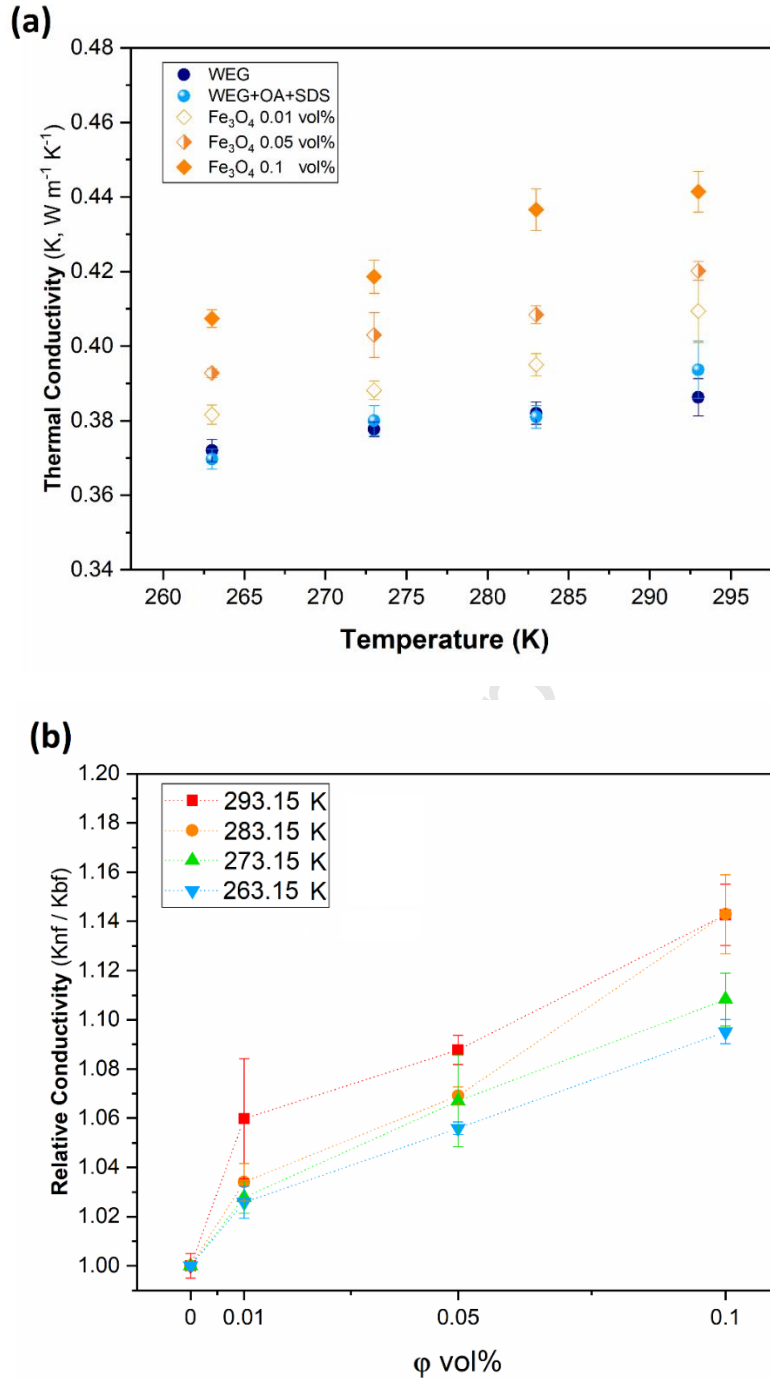 (a)
Thermal Conductivity (K, W m⁻¹ K⁻¹)
0.48
0.46
0.44
0.42
0.40
0.38
0.36
0.34
WEG
WEG+OA+SDS
Fe₃O₄ 0.01 vol%
Fe₃O₄ 0.05 vol%
Fe₃O₄ 0.1 vol%
260 265 270 275 280 285 290 295
Temperature (K)
(b)
Relative Conductivity (Knf / Kbf)
1.20
1.18
1.16
1.14
1.12
1.10
1.08
1.06
1.04
1.02
1.00
293.15 K
283.15 K
273.15 K
263.15 K
0 0.01 0.05 0.1
φ vol%